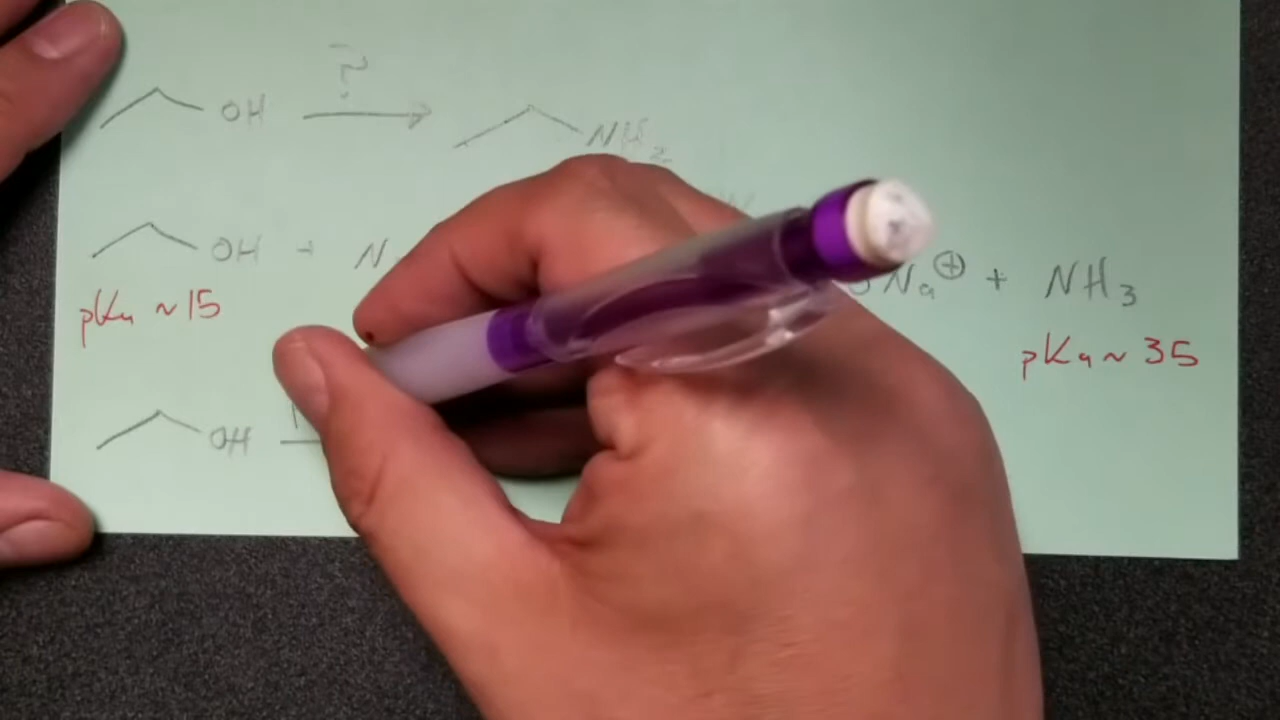 ?
OH → NH2
OH + N Na⊕ + NH3
pKa ~15 pKa ~ 35
OH